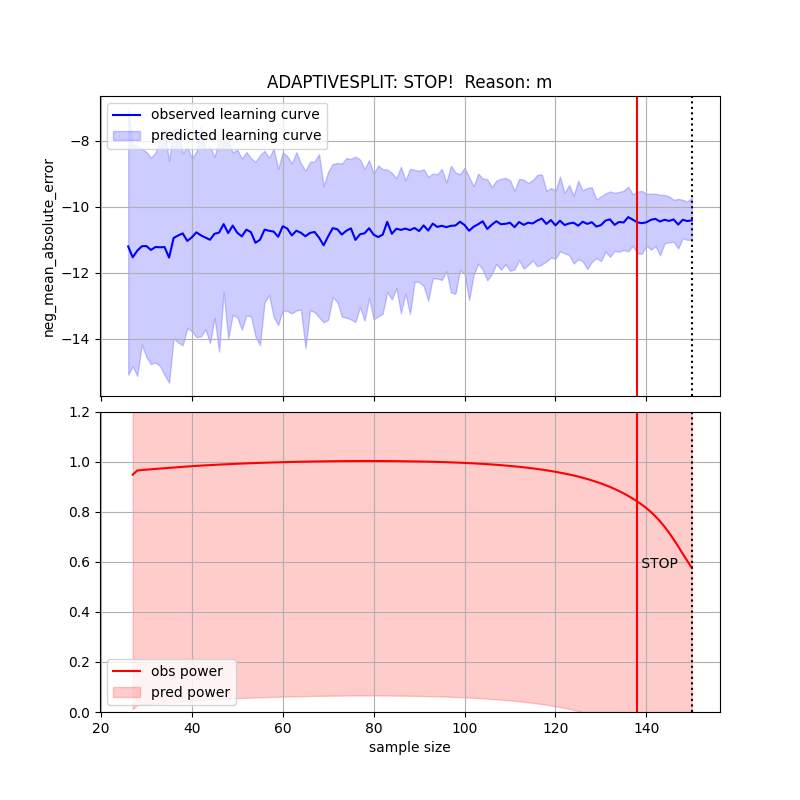 ADAPTIVESPLIT: STOP!  Reason: m
observed learning curve
predicted learning curve
neg_mean_absolute_error
−8
−10
−12
−14
1.2
1.0
0.8
0.6
0.4
0.2
0.0
STOP
obs power
pred power
20 40 60 80 100 120 140
sample size